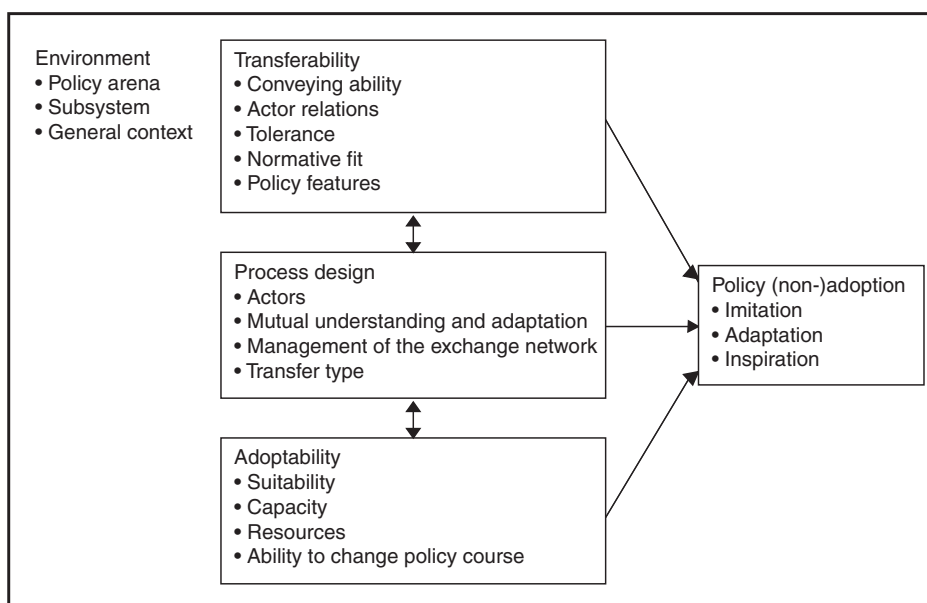 Environment
• Policy arena
• Subsystem
• General context
Transferability
• Conveying ability
• Actor relations
• Tolerance
• Normative fit
• Policy features
Process design
• Actors
• Mutual understanding and adaptation
• Management of the exchange network
• Transfer type
Adoptability
• Suitability
• Capacity
• Resources
• Ability to change policy course
Policy (non-)adoption
• Imitation
• Adaptation
• Inspiration